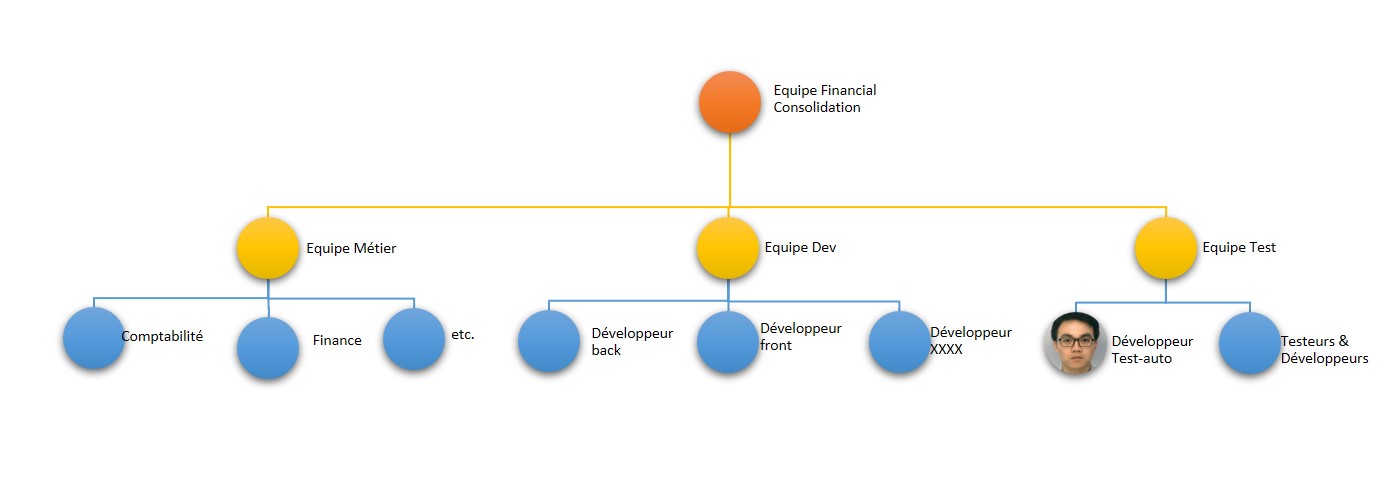 Equipe Financial
Consolidation
Equipe Métier
Equipe Dev
Equipe Test
Comptabilité
Finance
etc.
Développeur
back
Développeur
front
Développeur
XXXX
Développeur
Test-auto
Testeurs &
Développeurs